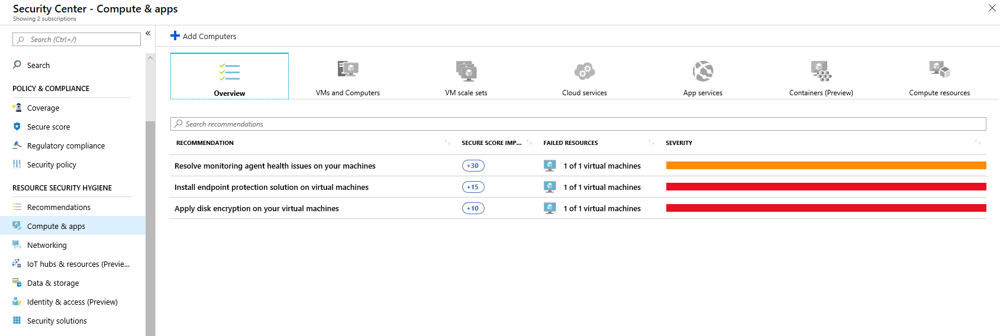 Security Center - Compute & apps
Showing 2 subscriptions
Search (Ctrl+/)
«
Search
POLICY & COMPLIANCE
Coverage
Secure score
Regulatory compliance
Security policy
RESOURCE SECURITY HYGIENE
Recommendations
Compute & apps
Networking
IoT hubs & resources (Previe...
Data & storage
Identity & access (Preview)
Security solutions
Add Computers
Overview
VMs and Computers
VM scale sets
Cloud services
App services
Containers (Preview)
Compute resources
Search recommendations
RECOMMENDATION SECURE SCORE IMP... FAILED RESOURCES SEVERITY
Resolve monitoring agent health issues on your machines +30 1 of 1 virtual machines
Install endpoint protection solution on virtual machines +15 1 of 1 virtual machines
Apply disk encryption on your virtual machines +10 1 of 1 virtual machines